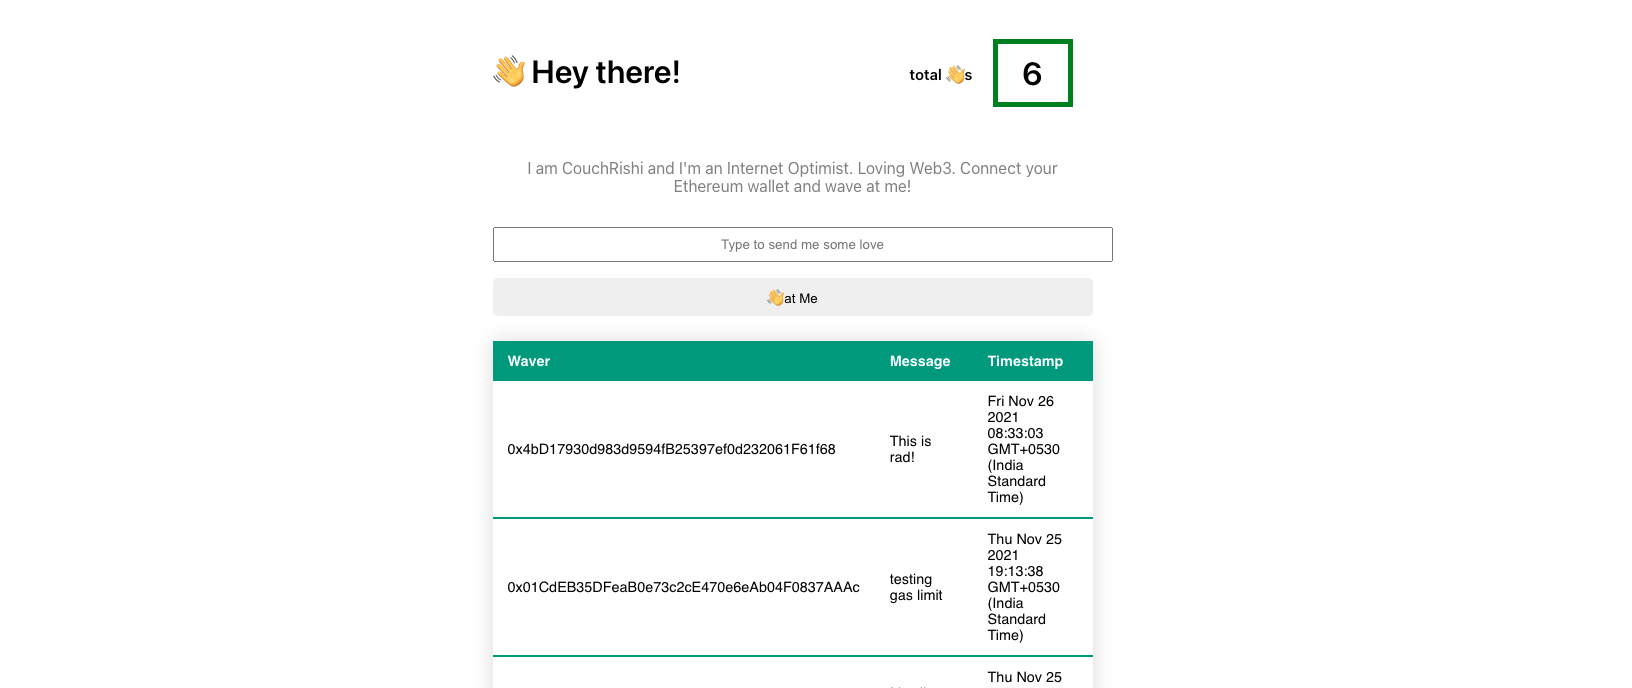 👋 Hey there!
total 👋s
6
I am CouchRishi and I'm an Internet Optimist. Loving Web3. Connect your
Ethereum wallet and wave at me!
Type to send me some love
👋at Me
Waver Message Timestamp
0x4bD17930d983d9594fB25397ef0d232061F61f68
This is
rad!
Fri Nov 26
2021
08:33:03
GMT+0530
(India
Standard
Time)
0x01CdEB35DFeaB0e73c2cE470e6eAb04F0837AAAc
testing
gas limit
Thu Nov 25
2021
19:13:38
GMT+0530
(India
Standard
Time)
Thu Nov 25